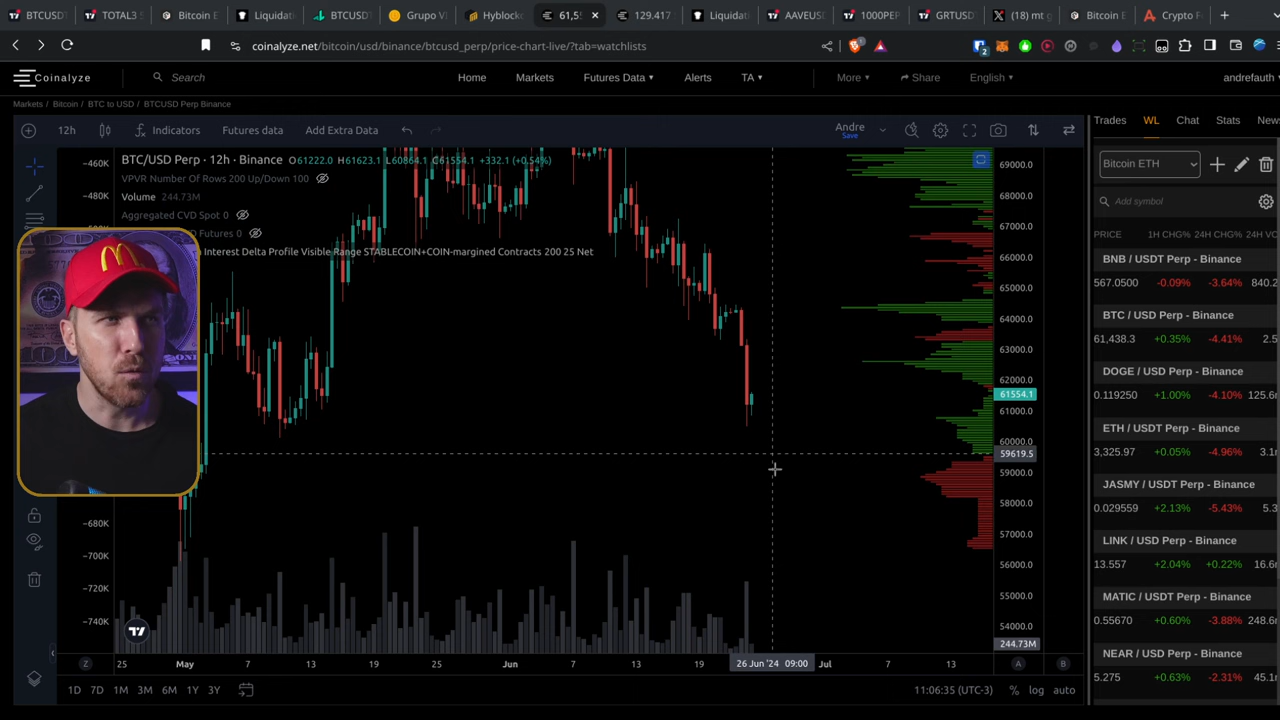 BTCUSDT
TOTAL3 S
Bitcoin E
Liquidati
BTCUSDT
Grupo VI
Hyblock
61,55
129.417
Liquidati
AAVEUSD
1000PEP
GRTUSDT
(18) mt g
Bitcoin E
Crypto F
coinalyze.net/bitcoin/usd/binance/btcusd_perp/price-chart-live/?tab=watchlists
2
Coinalyze
Search
Home
Markets
Futures Data
Alerts
TA
More
Share
English
andrefauth
Markets / Bitcoin / BTC to USD / BTCUSD Perp Binance
12h
Indicators
Futures data
Add Extra Data
Andre
Save
Trades
WL
Chat
Stats
News
BTC/USD Perp · 12h · Binance O61222.0 H61623.1 L60864.1 C61554.1 +332.1 (+0.54%)
VPVR Number Of Rows 200 Up/Down 100
Volume 244.73M
Aggregated CVD Spot 0
D Futures 0
Interest Delta Profile Visible Range STABLECOIN+COIN-margined Contracts 200 25 Net
−460K
−480K
−680K
−700K
−720K
−740K
69000.0
68000.0
67000.0
66000.0
65000.0
64000.0
63000.0
62000.0
61554.1
61000.0
60000.0
59619.5
59000.0
58000.0
57000.0
56000.0
55000.0
54000.0
244.73M
Bitcoin ETH
Add symbol
PRICE 1H CHG% 24H CHG% 24H VO
BNB / USDT Perp - Binance
567.0500 -0.09% -3.64% 840.2
BTC / USD Perp - Binance
61,438.3 +0.35% -4.41% 2.5
DOGE / USD Perp - Binance
0.119250 +1.00% -4.10% 125.6
ETH / USDT Perp - Binance
3,325.97 +0.05% -4.96% 3.1
JASMY / USDT Perp - Binance
0.029559 +2.13% -5.43% 5.3
LINK / USD Perp - Binance
13.557 +2.04% +0.22% 16.6
MATIC / USDT Perp - Binance
0.55670 +0.60% -3.88% 248.6
NEAR / USD Perp - Binance
5.275 +0.63% -2.31% 965.
Z
25
May
7
13
19
25
Jun
7
13
19
26 Jun '24 09:00
Jul
7
13
A
B
1D 7D 1M 3M 6M 1Y 3Y
11:06:35 (UTC-3)
% log auto